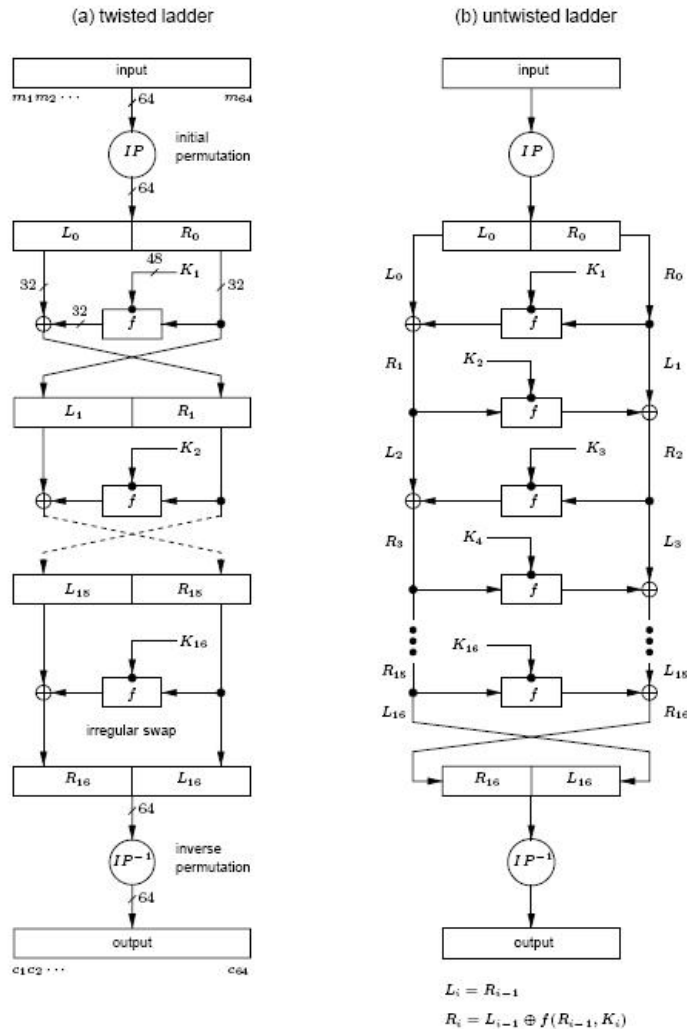 (a) twisted ladder
input
m₁m₂ ··· m₆₄
64
IP
initial
permutation
64
L₀ R₀
48
K₁
32 32
32
f
L₁ R₁
K₂
f
L₁₅ R₁₅
K₁₆
f
irregular swap
R₁₆ L₁₆
64
IP⁻¹
inverse
permutation
64
output
c₁c₂ ··· c₆₄
(b) untwisted ladder
input
IP
L₀ R₀
L₀ K₁ R₀
f
R₁ K₂ L₁
f
L₂ K₃ R₂
f
R₃ K₄ L₃
f
K₁₆
R₁₅ L₁₅
f
L₁₆ R₁₆
R₁₆ L₁₆
IP⁻¹
output
Lᵢ = Rᵢ₋₁
Rᵢ = Lᵢ₋₁ ⊕ f(Rᵢ₋₁, Kᵢ)